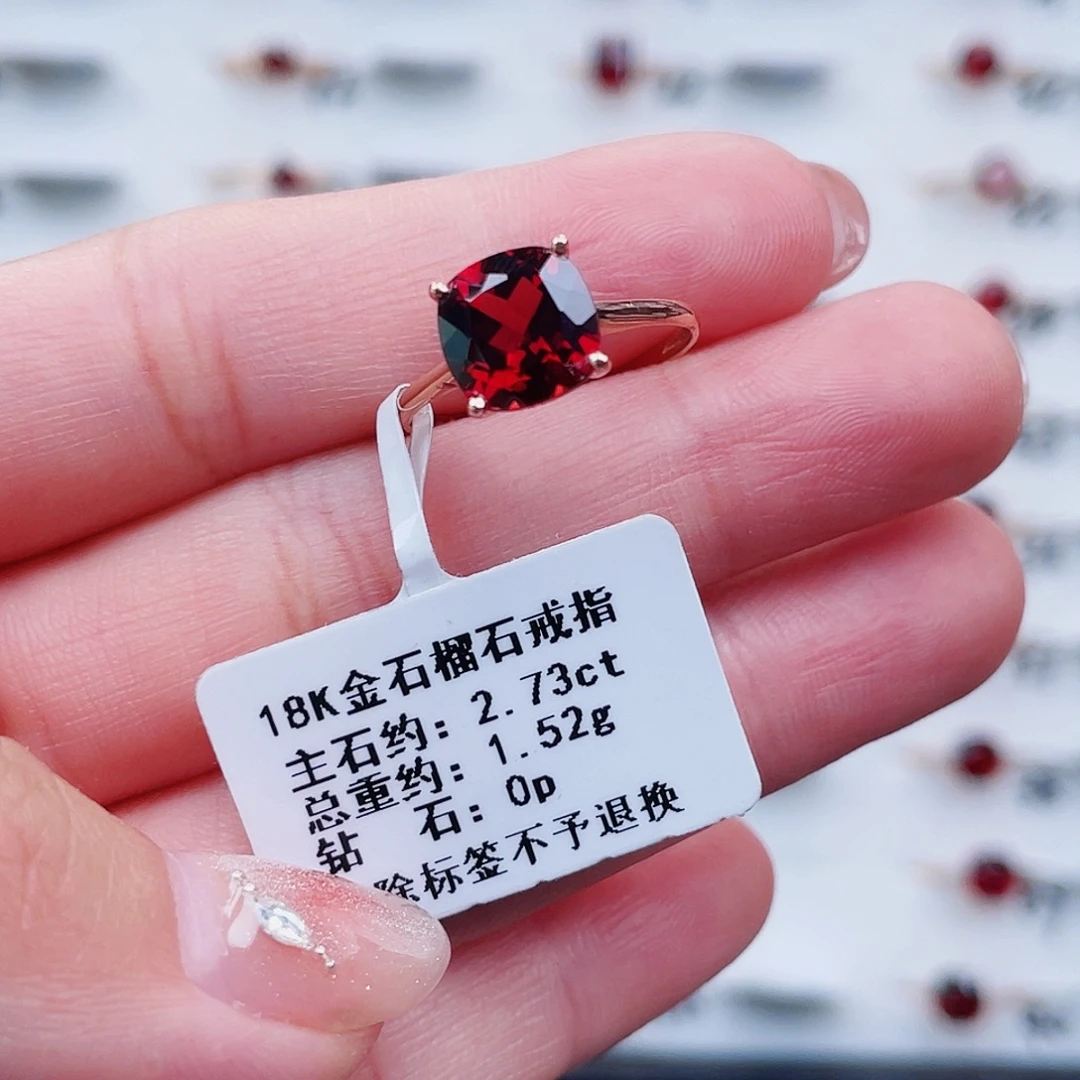 18K金石榴石戒指
主石约: 2.73ct
总重约: 1.52g
钻 石: 0p
除标签不予退换